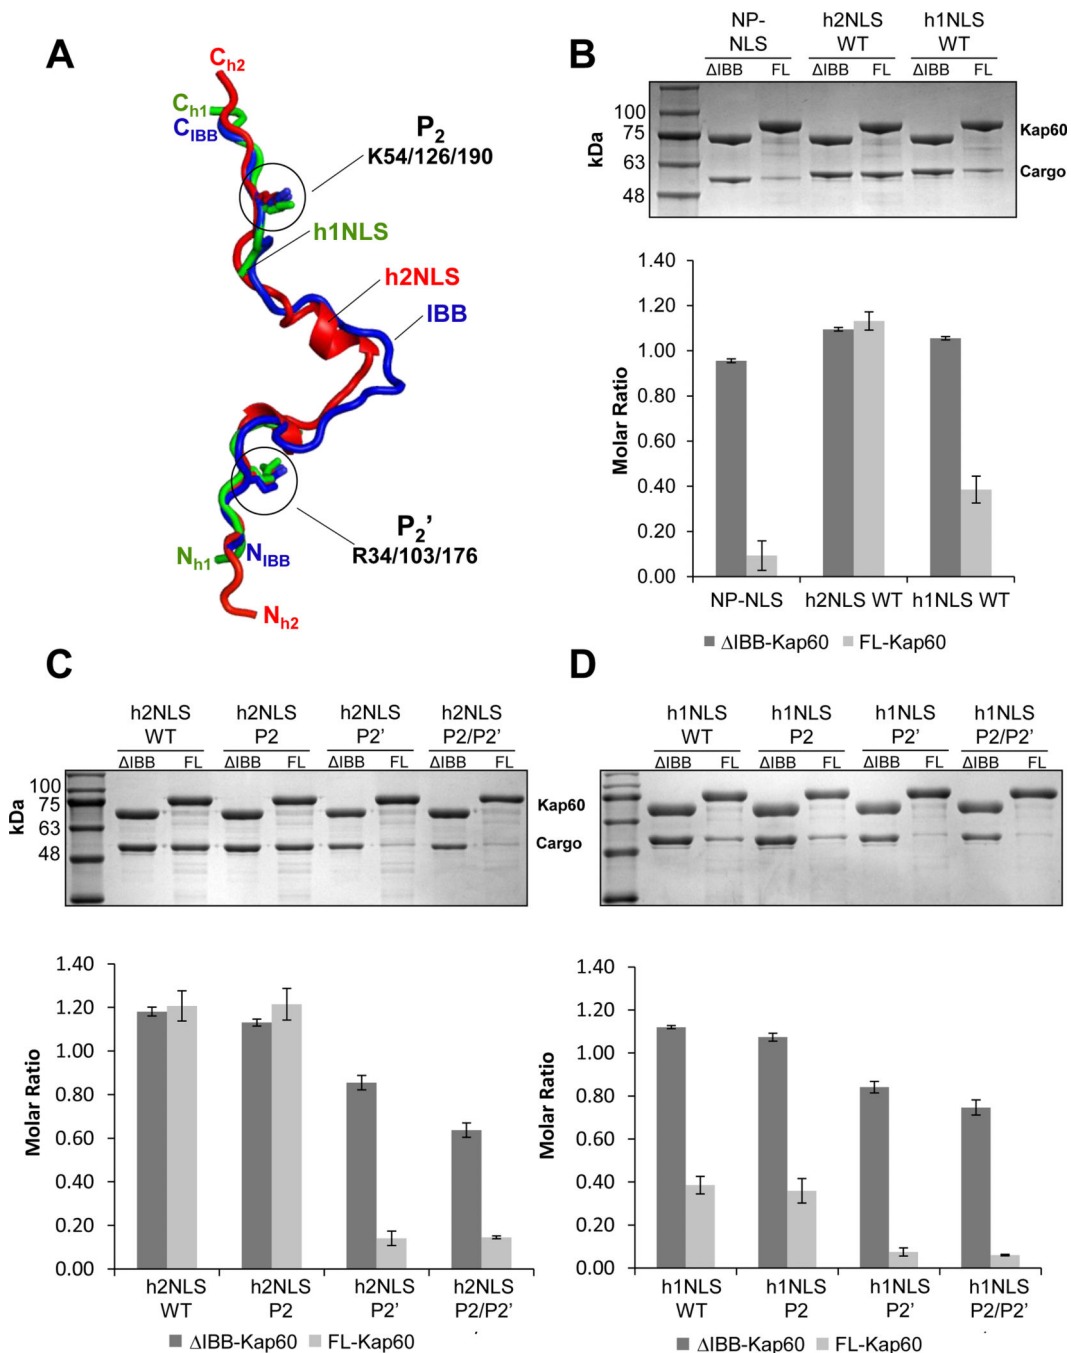 A
C_h2
C_h1
C_IBB
P_2
K54/126/190
h1NLS
h2NLS
IBB
P_2'
R34/103/176
N_h1
N_IBB
N_h2
B
NP-NLS
h2NLS WT
h1NLS WT
ΔIBB FL ΔIBB FL ΔIBB FL
kDa
100
75
63
48
Kap60
Cargo
Molar Ratio
1.40
1.20
1.00
0.80
0.60
0.40
0.20
0.00
NP-NLS h2NLS WT h1NLS WT
ΔIBB-Kap60 FL-Kap60
C
h2NLS WT
h2NLS P2
h2NLS P2'
h2NLS P2/P2'
ΔIBB FL ΔIBB FL ΔIBB FL ΔIBB FL
kDa
100
75
63
48
Kap60
Cargo
Molar Ratio
1.40
1.20
1.00
0.80
0.60
0.40
0.20
0.00
h2NLS WT
h2NLS P2
h2NLS P2'
h2NLS P2/P2'
ΔIBB-Kap60 FL-Kap60
D
h1NLS WT
h1NLS P2
h1NLS P2'
h1NLS P2/P2'
ΔIBB FL ΔIBB FL ΔIBB FL ΔIBB FL
Molar Ratio
1.40
1.20
1.00
0.80
0.60
0.40
0.20
0.00
h1NLS WT
h1NLS P2
h1NLS P2'
h1NLS P2/P2'
ΔIBB-Kap60 FL-Kap60